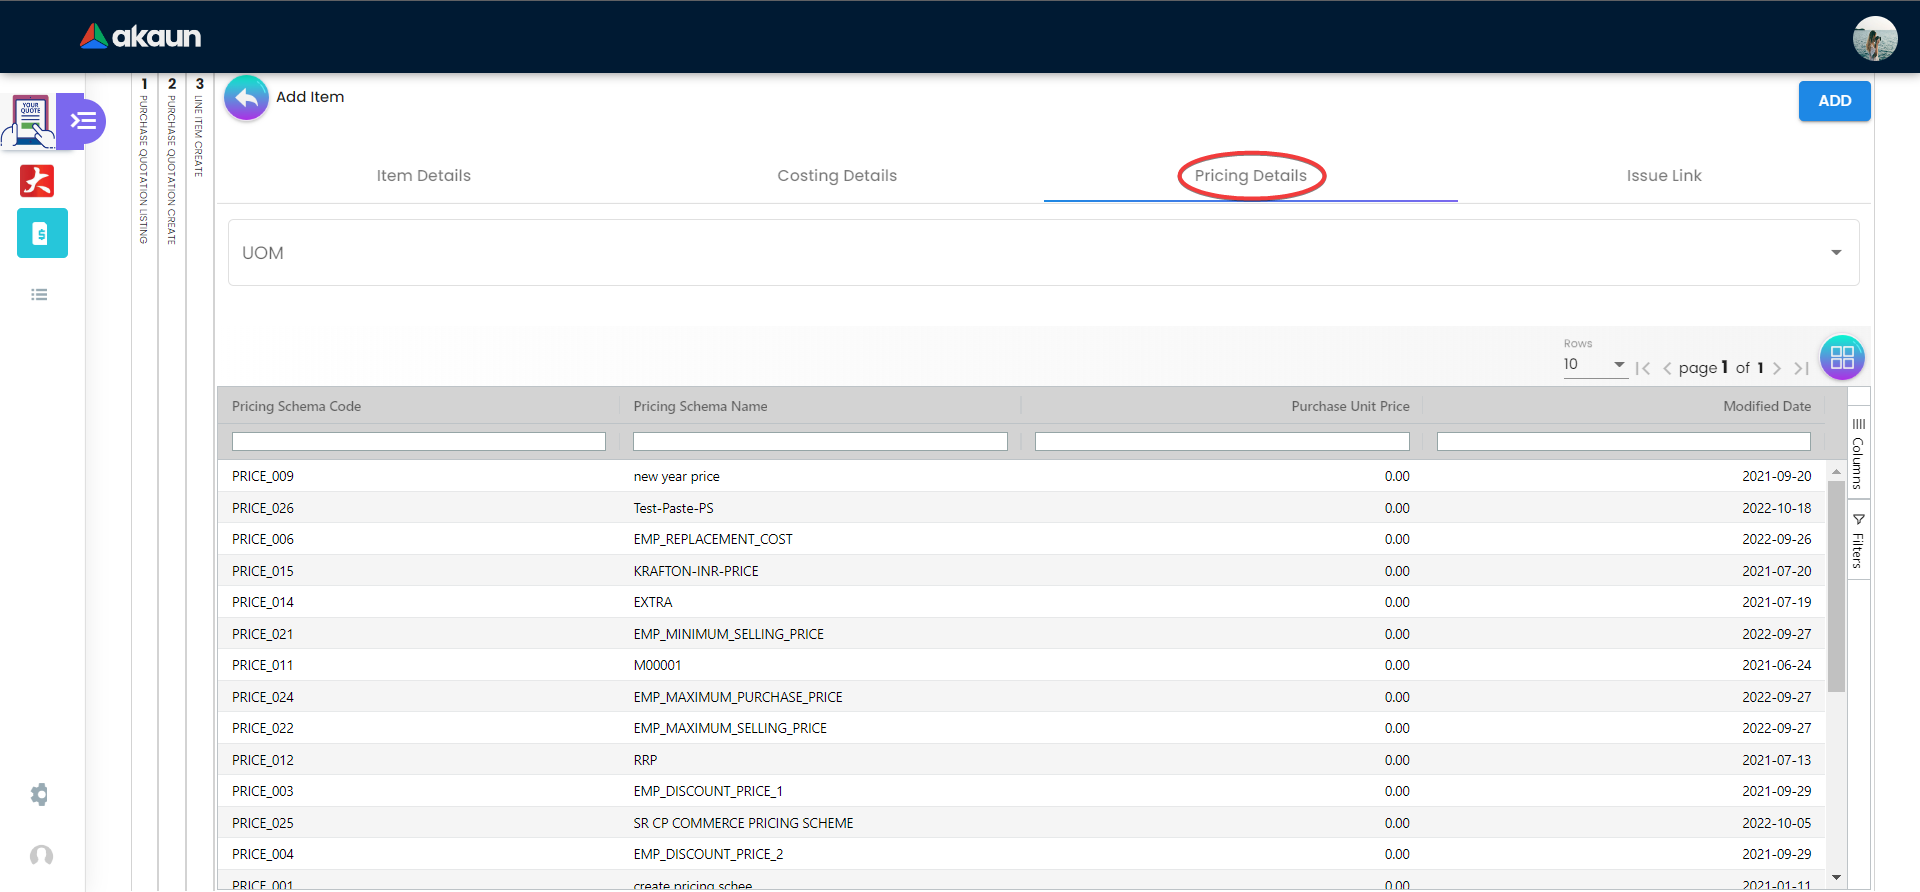 akaun
YOUR
QUOTE
1 PURCHASE QUOTATION LISTING
2 PURCHASE QUOTATION CREATE
3 LINE ITEM CREATE
Add Item
ADD
Item Details Costing Details Pricing Details Issue Link
UOM
Rows
10 page 1 of 1
Pricing Schema Code Pricing Schema Name Purchase Unit Price Modified Date
Columns
Filters
PRICE_009 new year price 0.00 2021-09-20
PRICE_026 Test-Paste-PS 0.00 2022-10-18
PRICE_006 EMP_REPLACEMENT_COST 0.00 2022-09-26
PRICE_015 KRAFTON-INR-PRICE 0.00 2021-07-20
PRICE_014 EXTRA 0.00 2021-07-19
PRICE_021 EMP_MINIMUM_SELLING_PRICE 0.00 2022-09-27
PRICE_011 M00001 0.00 2021-06-24
PRICE_024 EMP_MAXIMUM_PURCHASE_PRICE 0.00 2022-09-27
PRICE_022 EMP_MAXIMUM_SELLING_PRICE 0.00 2022-09-27
PRICE_012 RRP 0.00 2021-07-13
PRICE_003 EMP_DISCOUNT_PRICE_1 0.00 2021-09-29
PRICE_025 SR CP COMMERCE PRICING SCHEME 0.00 2022-10-05
PRICE_004 EMP_DISCOUNT_PRICE_2 0.00 2021-09-29
PRICE_001 create pricing schee 0.00 2021-01-11